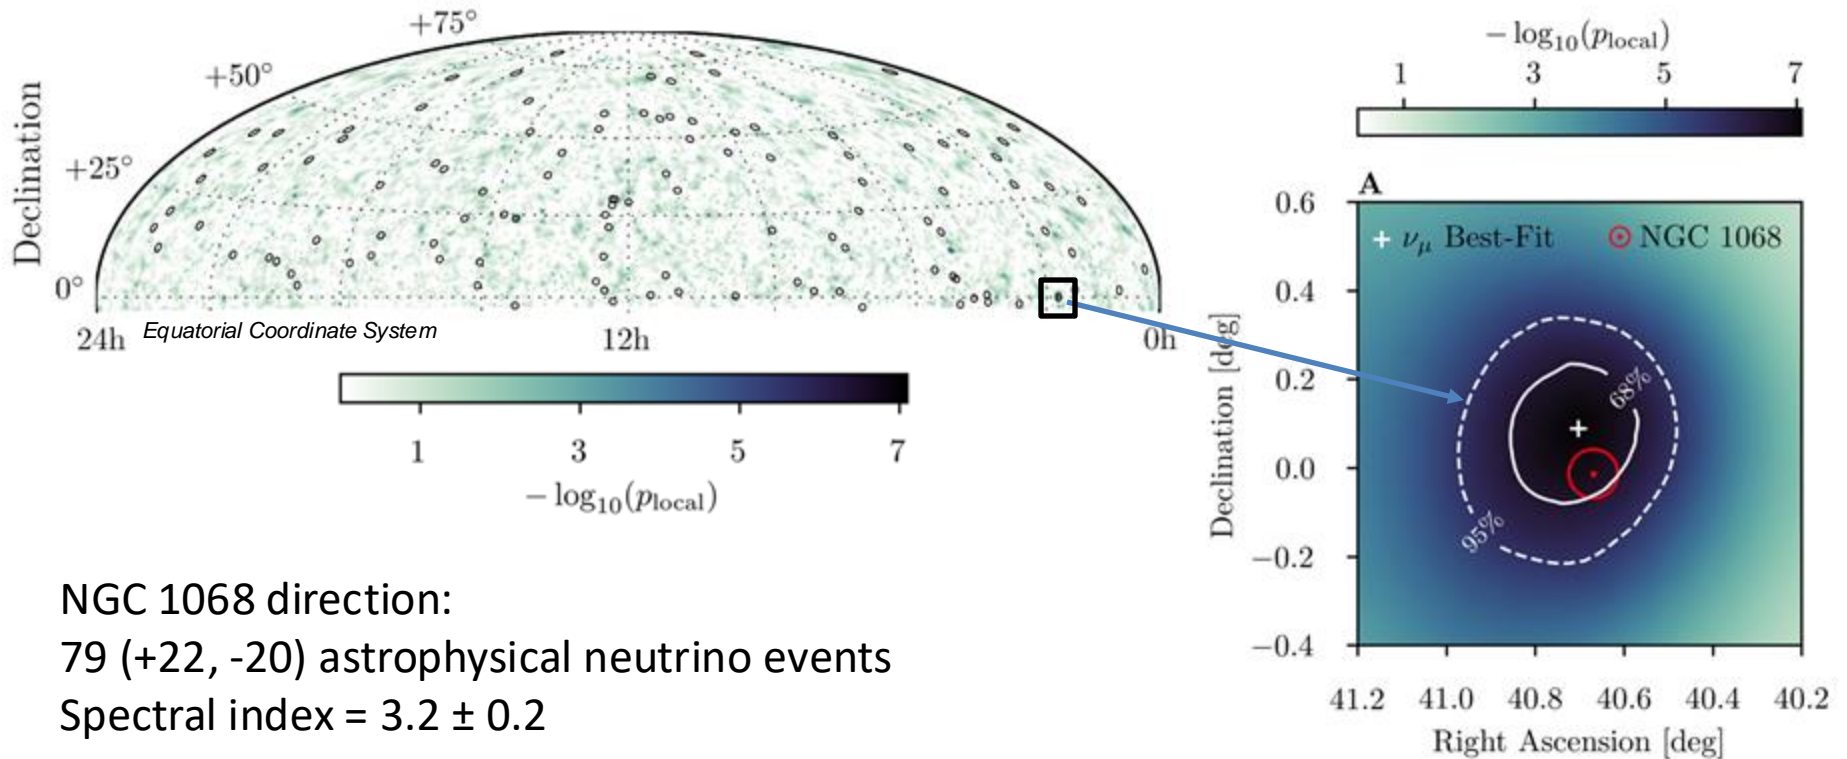 +75°
+50°
+25°
0°
Declination
24h
Equatorial Coordinate System
12h
0h
1 3 5 7
− log₁₀(p_local)
− log₁₀(p_local)
1 3 5 7
A
ν_μ Best-Fit
NGC 1068
68%
95%
0.6
0.4
0.2
0.0
−0.2
−0.4
Declination [deg]
41.2 41.0 40.8 40.6 40.4 40.2
Right Ascension [deg]
NGC 1068 direction:
79 (+22, -20) astrophysical neutrino events
Spectral index = 3.2 ± 0.2